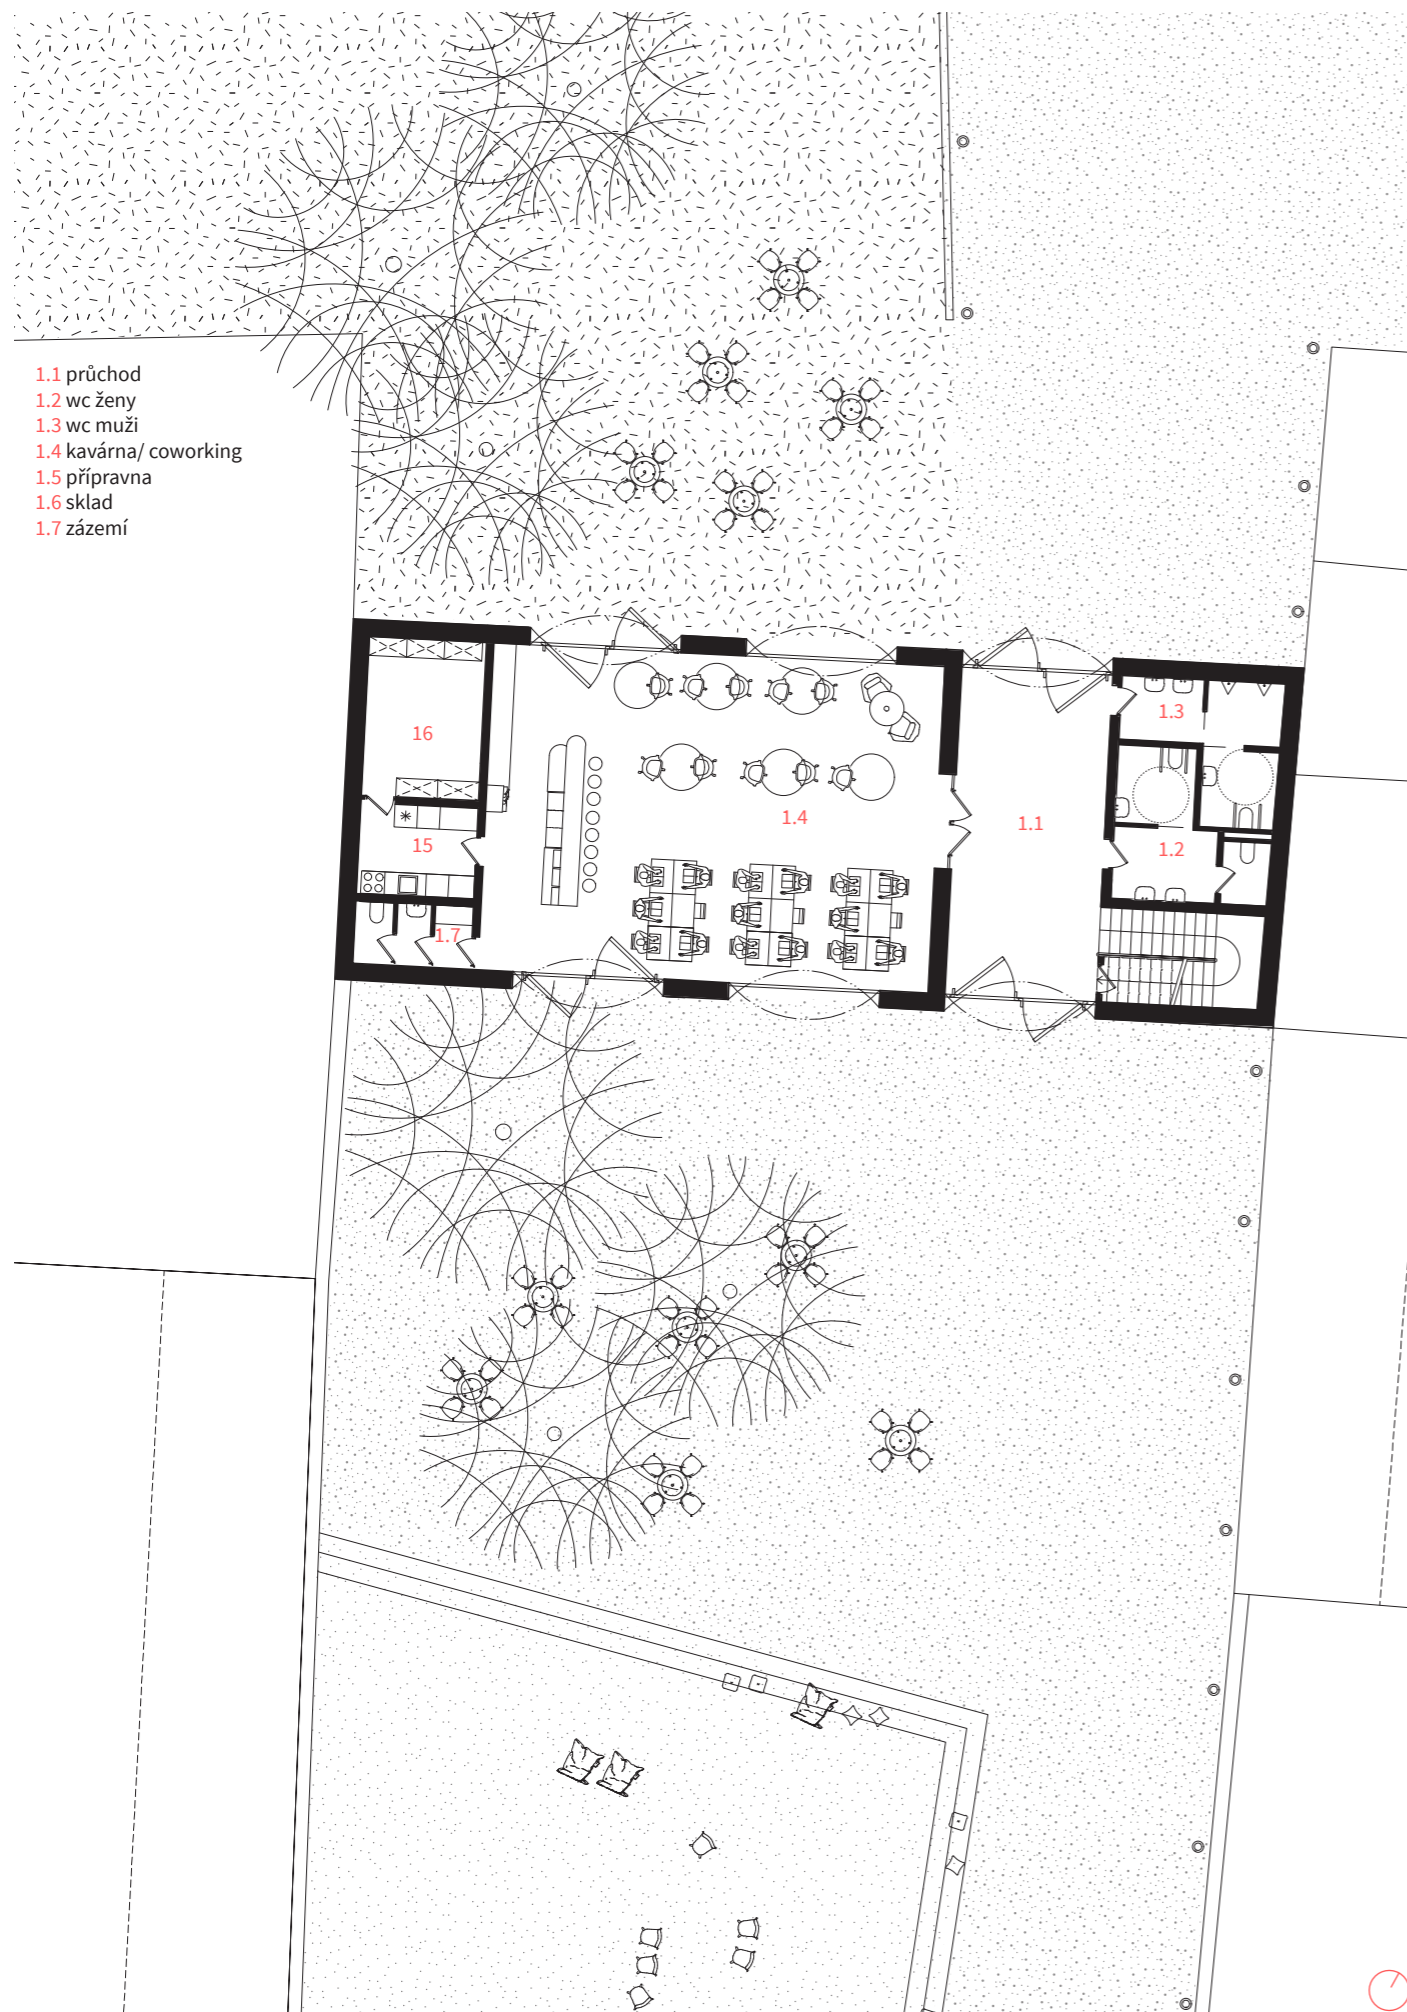 1.1 průchod
1.2 wc ženy
1.3 wc muži
1.4 kavárna/ coworking
1.5 přípravna
1.6 sklad
1.7 zázemí
16
1.3
1.4
1.1
15
1.2
1.7